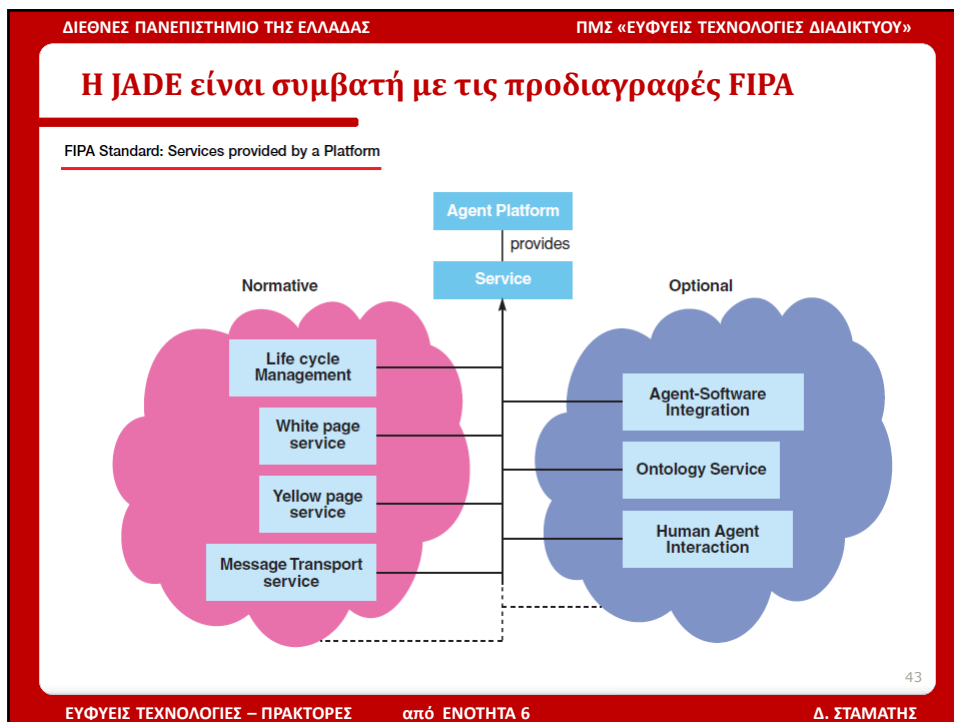 ΔΙΕΘΝΕΣ ΠΑΝΕΠΙΣΤΗΜΙΟ ΤΗΣ ΕΛΛΑΔΑΣ
ΠΜΣ «ΕΥΦΥΕΙΣ ΤΕΧΝΟΛΟΓΙΕΣ ΔΙΑΔΙΚΤΥΟΥ»
Η JADE είναι συμβατή με τις προδιαγραφές FIPA
FIPA Standard: Services provided by a Platform
Agent Platform
provides
Service
Normative
Optional
Life cycle
Management
White page
service
Yellow page
service
Message Transport
service
Agent-Software
Integration
Ontology Service
Human Agent
Interaction
43
ΕΥΦΥΕΙΣ ΤΕΧΝΟΛΟΓΙΕΣ – ΠΡΑΚΤΟΡΕΣ
από ΕΝΟΤΗΤΑ 6
Δ. ΣΤΑΜΑΤΗΣ